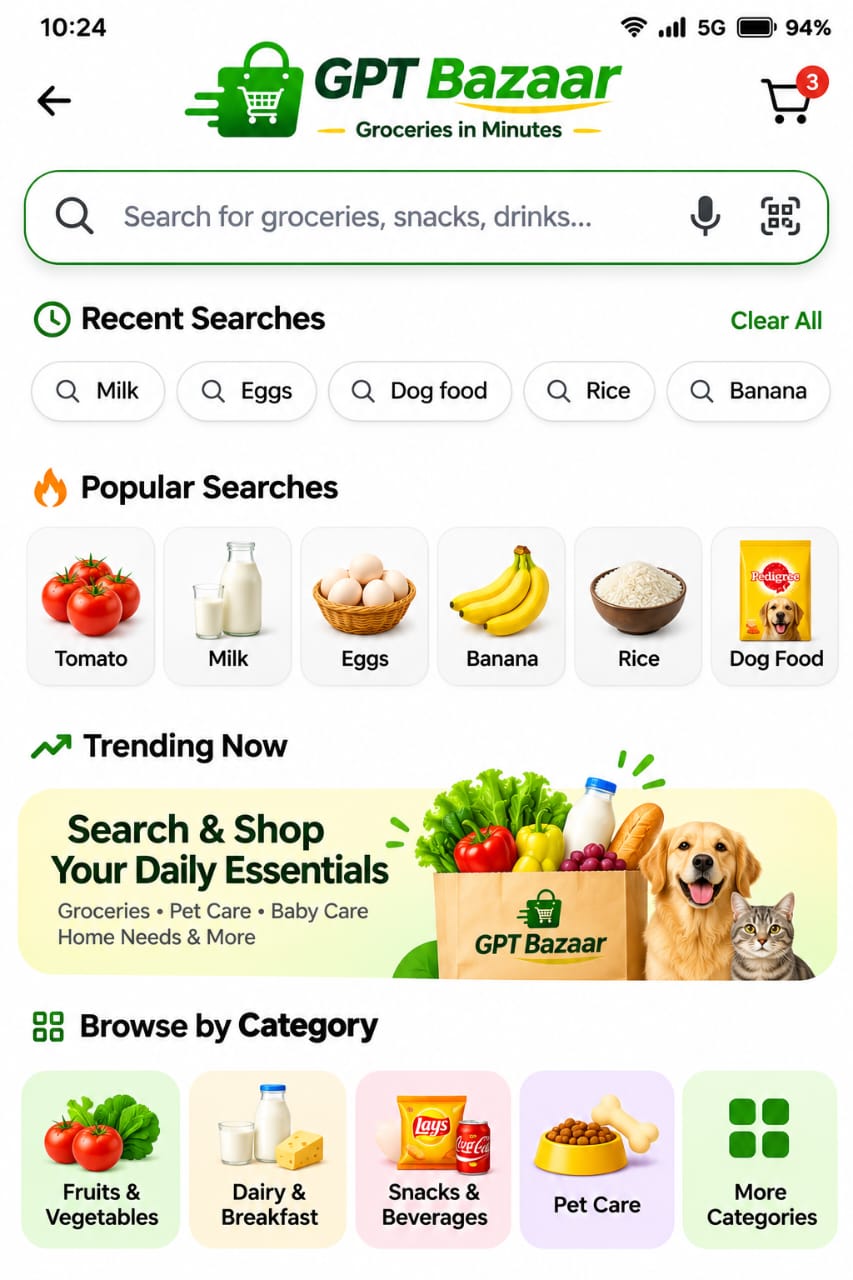 10:24
5G
94%
GPT Bazaar
Groceries in Minutes
3
Search for groceries, snacks, drinks...
Recent Searches
Clear All
Milk
Eggs
Dog food
Rice
Banana
Popular Searches
Pedigree
Tomato
Milk
Eggs
Banana
Rice
Dog Food
Trending Now
Search & Shop
Your Daily Essentials
Groceries • Pet Care • Baby Care
Home Needs & More
GPT Bazaar
Browse by Category
Lays
Fruits &
Vegetables
Dairy &
Breakfast
Snacks &
Beverages
Pet Care
More
Categories